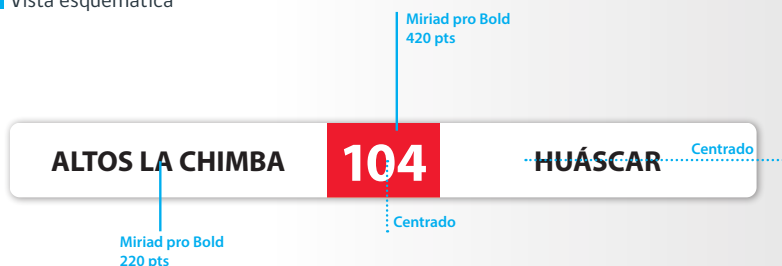 Vista esquemática
Miriad pro Bold
420 pts
ALTOS LA CHIMBA
104
HUÁSCAR
Centrado
Centrado
Miriad pro Bold
220 pts